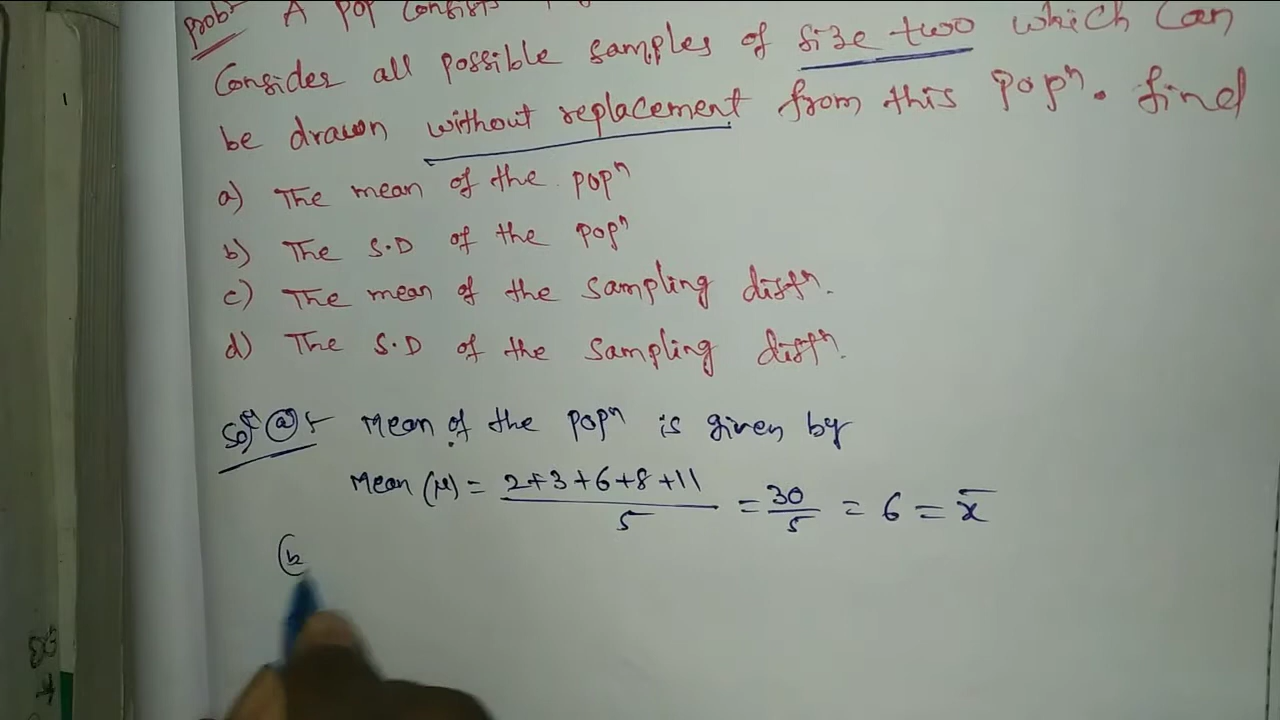 Prob: A pop consists
Consider all possible samples of size two which can
be drawn without replacement from this popⁿ. find
a) The mean of the popⁿ
b) The S.D of the popⁿ
c) The mean of the sampling distⁿ.
d) The S.D of the sampling distⁿ.
Solⁿ (a) :- Mean of the popⁿ is given by
Mean (μ) = 2+3+6+8+11 / 5 = 30 / 5 = 6 = x̄
(b